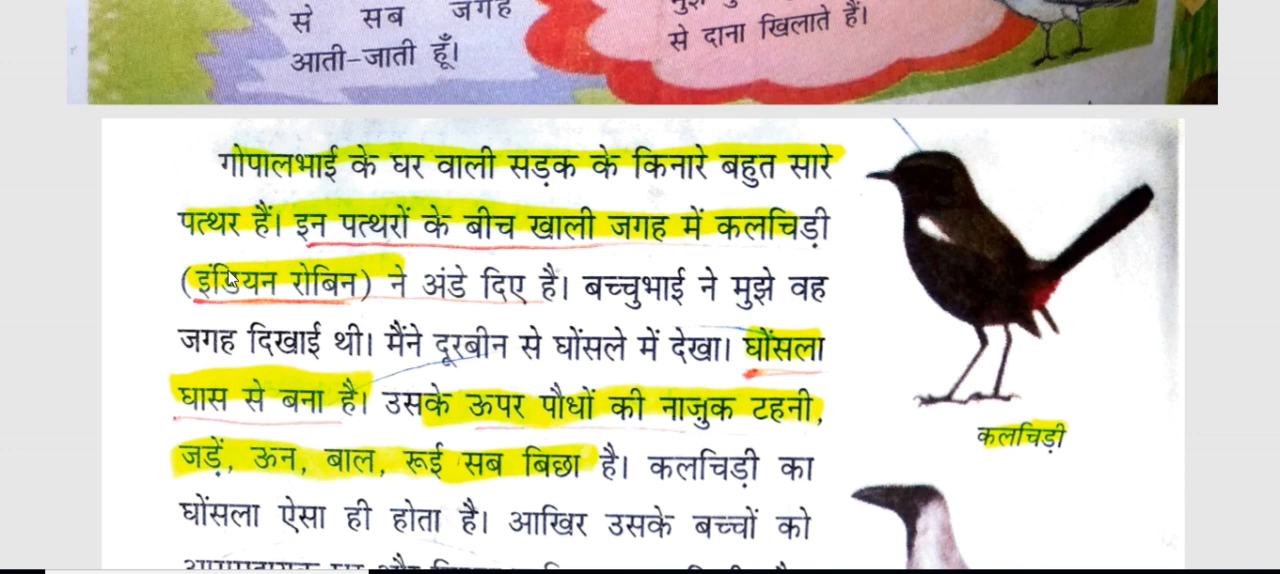 से सब जगह
आती-जाती हूँ।
से दाना खिलाते हैं।
गोपालभाई के घर वाली सड़क के किनारे बहुत सारे
पत्थर हैं। इन पत्थरों के बीच खाली जगह में कलचिड़ी
(इंडियन रोबिन) ने अंडे दिए है। बच्चुभाई ने मुझे वह
जगह दिखाई थी। मैंने दूरबीन से घोंसले में देखा। घोंसला
घास से बना है। उसके ऊपर पौधों की नाज़ुक टहनी,
जड़ें, ऊन, बाल, रूई सब बिछा है। कलचिड़ी का
घोंसला ऐसा ही होता है। आखिर उसके बच्चों को
कलचिड़ी